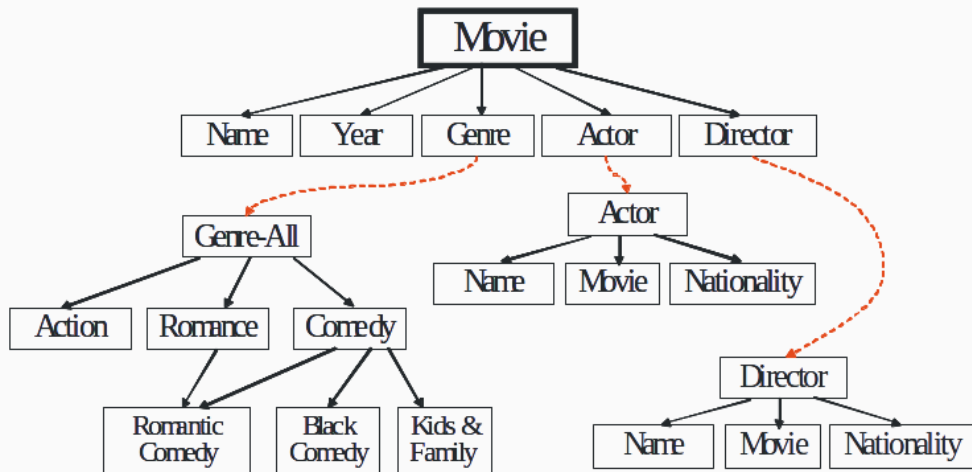 Movie
Name
Year
Genre
Actor
Director
Genre-All
Actor
Name
Movie
Nationality
Action
Romance
Comedy
Director
Romantic
Comedy
Black
Comedy
Kids &
Family
Name
Movie
Nationality